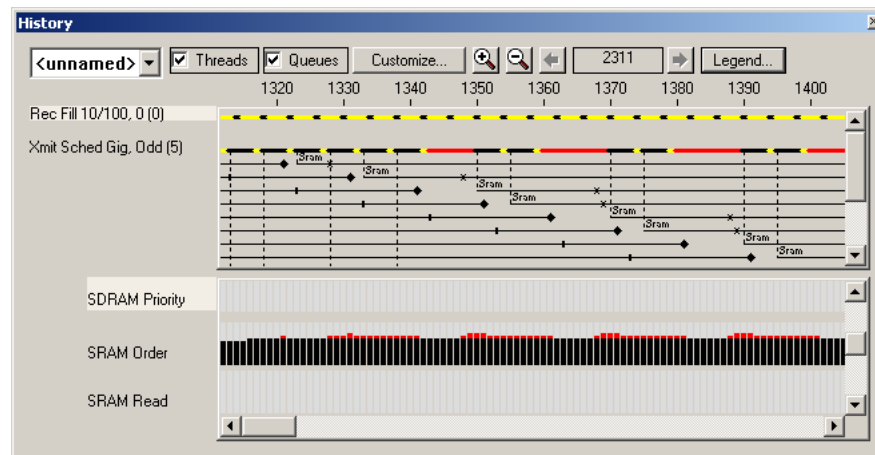 History
<unnamed> Threads Queues Customize... 2311 Legend...
1320 1330 1340 1350 1360 1370 1380 1390 1400
Rec Fill 10/100, 0 (0)
Xmit Sched Gig, Odd (5)
Sram
Sram
Sram
Sram
Sram
Sram
Sram
Sram
SDRAM Priority
SRAM Order
SRAM Read